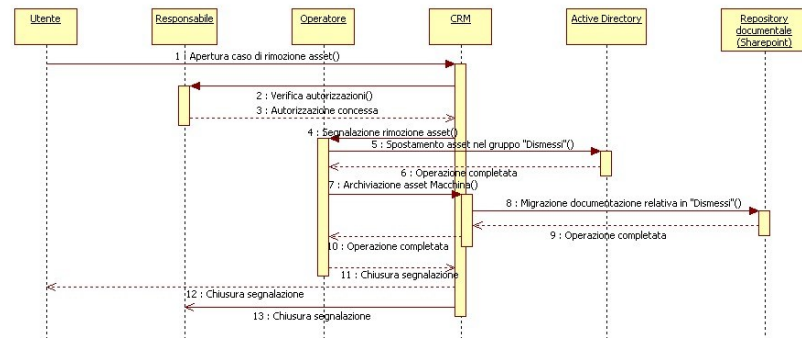 Utente
Responsabile
Operatore
CRM
Active Directory
Repository
documentale
(Sharepoint)
1 : Apertura caso di rimozione asset()
2 : Verifica autorizzazioni()
3 : Autorizzazione concessa
4 : Segnalazione rimozione asset()
5 : Spostamento asset nel gruppo "Dismessi"()
6 : Operazione completata
7 : Archiviazione asset Macchina()
8 : Migrazione documentazione relativa in "Dismessi"()
9 : Operazione completata
10 : Operazione completata
11 : Chiusura segnalazione
12 : Chiusura segnalazione
13 : Chiusura segnalazione